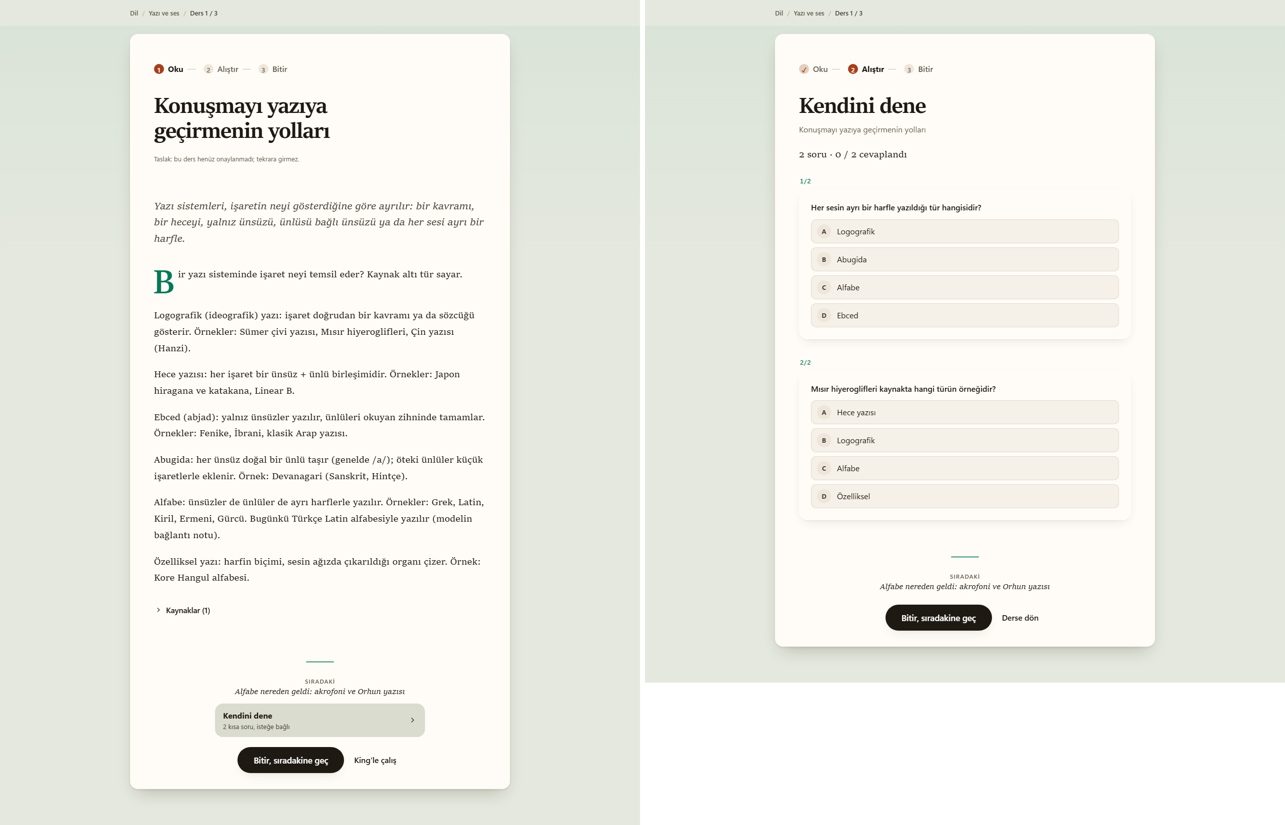 Dil / Yazı ve ses / Ders 1 / 3
1 Oku — 2 Alıştır — 3 Bitir
Konuşmayı yazıya
geçirmenin yolları
Taslak: bu ders henüz onaylanmadı; tekrara girmez.
Yazı sistemleri, işaretin neyi gösterdiğine göre ayrılır: bir kavramı,
bir heceyi, yalnız ünsüzü, ünlüsü bağlı ünsüzü ya da her sesi ayrı bir
harfle.
Bir yazı sisteminde işaret neyi temsil eder? Kaynak altı tür sayar.
Logografik (ideografik) yazı: işaret doğrudan bir kavramı ya da sözcüğü
gösterir. Örnekler: Sümer çivi yazısı, Mısır hiyeroglifleri, Çin yazısı
(Hanzi).
Hece yazısı: her işaret bir ünsüz + ünlü birleşimidir. Örnekler: Japon
hiragana ve katakana, Linear B.
Ebced (abjad): yalnız ünsüzler yazılır, ünlüleri okuyan zihninde tamamlar.
Örnekler: Fenike, İbrani, klasik Arap yazısı.
Abugida: her ünsüz doğal bir ünlü taşır (genelde /a/); öteki ünlüler küçük
işaretlerle eklenir. Örnek: Devanagari (Sanskrit, Hintçe).
Alfabe: ünsüzler de ünlüler de ayrı harflerle yazılır. Örnekler: Grek, Latin,
Kiril, Ermeni, Gürcü. Bugünkü Türkçe Latin alfabesiyle yazılır (modelin
bağlantı notu).
Özelliksel yazı: harfin biçimi, sesin ağızda çıkarıldığı organı çizer. Örnek:
Kore Hangul alfabesi.
Kaynaklar (1)
SIRADAKİ
Alfabe nereden geldi: akrofoni ve Orhun yazısı
Kendini dene
2 kısa soru, isteğe bağlı
Bitir, sıradakine geç
King'le çalış
Dil / Yazı ve ses / Ders 1 / 3
✓ Oku — 2 Alıştır — 3 Bitir
Kendini dene
Konuşmayı yazıya geçirmenin yolları
2 soru · 0 / 2 cevaplandı
1/2
Her sesin ayrı bir harfle yazıldığı tür hangisidir?
A Logografik
B Abugida
C Alfabe
D Ebced
2/2
Mısır hiyeroglifleri kaynakta hangi türün örneğidir?
A Hece yazısı
B Logografik
C Alfabe
D Özelliksel
SIRADAKİ
Alfabe nereden geldi: akrofoni ve Orhun yazısı
Bitir, sıradakine geç
Derse dön